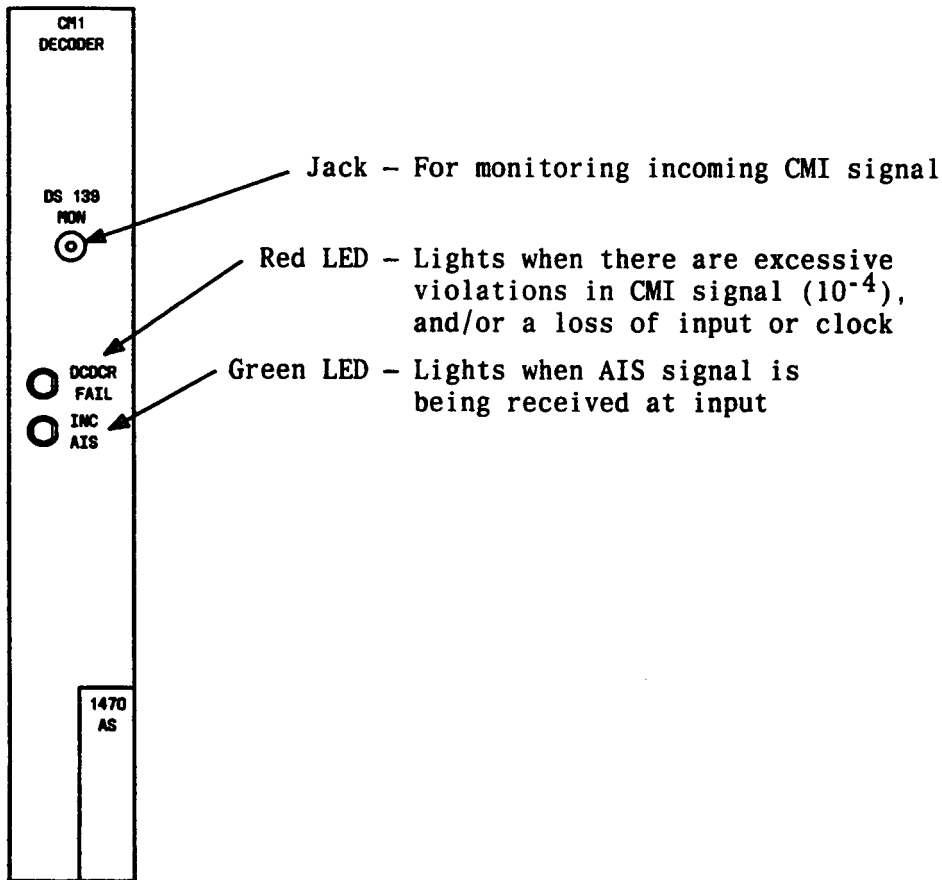 CM1
DECODER
Jack – For monitoring incoming CMI signal
DS 139
MON
Red LED – Lights when there are excessive
violations in CMI signal (10⁻⁴),
and/or a loss of input or clock
DCDCR
FAIL
Green LED – Lights when AIS signal is
being received at input
INC
AIS
1470
AS